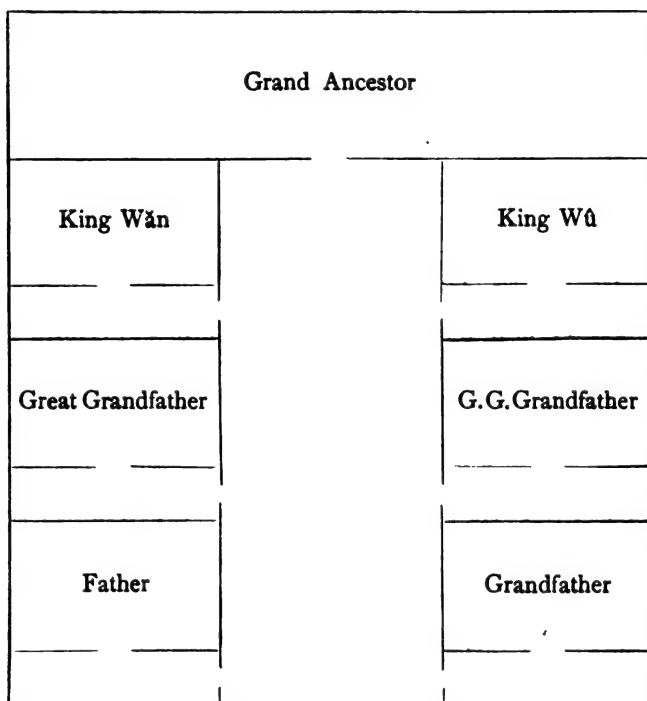 Grand Ancestor
King Wăn
King Wû
Great Grandfather
G.G.Grandfather
Father
Grandfather